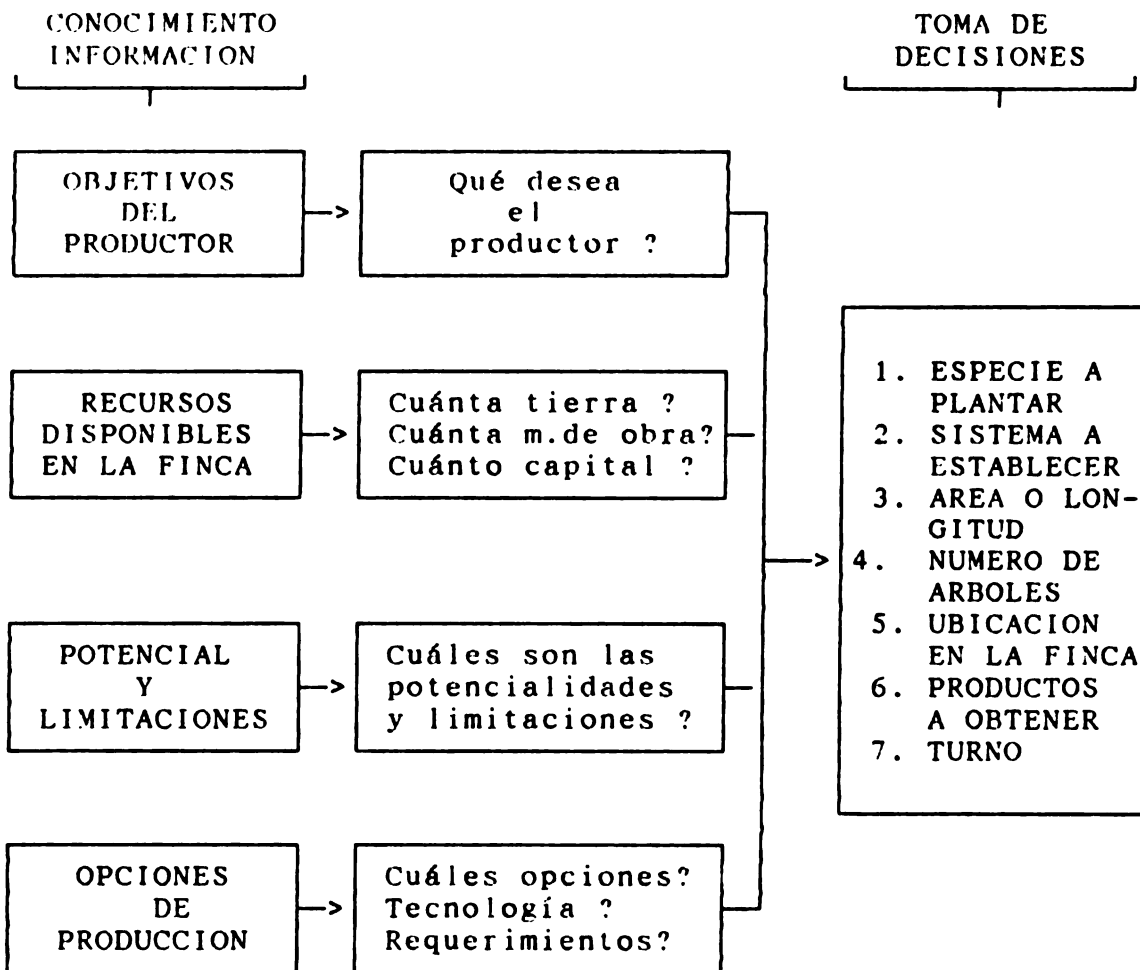 CONOCIMIENTO
INFORMACION
TOMA DE
DECISIONES
OBJETIVOS
DEL
PRODUCTOR
Qué desea
el
productor ?
RECURSOS
DISPONIBLES
EN LA FINCA
Cuánta tierra ?
Cuánta m.de obra?
Cuánto capital ?
POTENCIAL
Y
LIMITACIONES
Cuáles son las
potencialidades
y limitaciones ?
OPCIONES
DE
PRODUCCION
Cuáles opciones?
Tecnología ?
Requerimientos?
1. ESPECIE A
PLANTAR
2. SISTEMA A
ESTABLECER
3. AREA O LON-
GITUD
4. NUMERO DE
ARBOLES
5. UBICACION
EN LA FINCA
6. PRODUCTOS
A OBTENER
7. TURNO